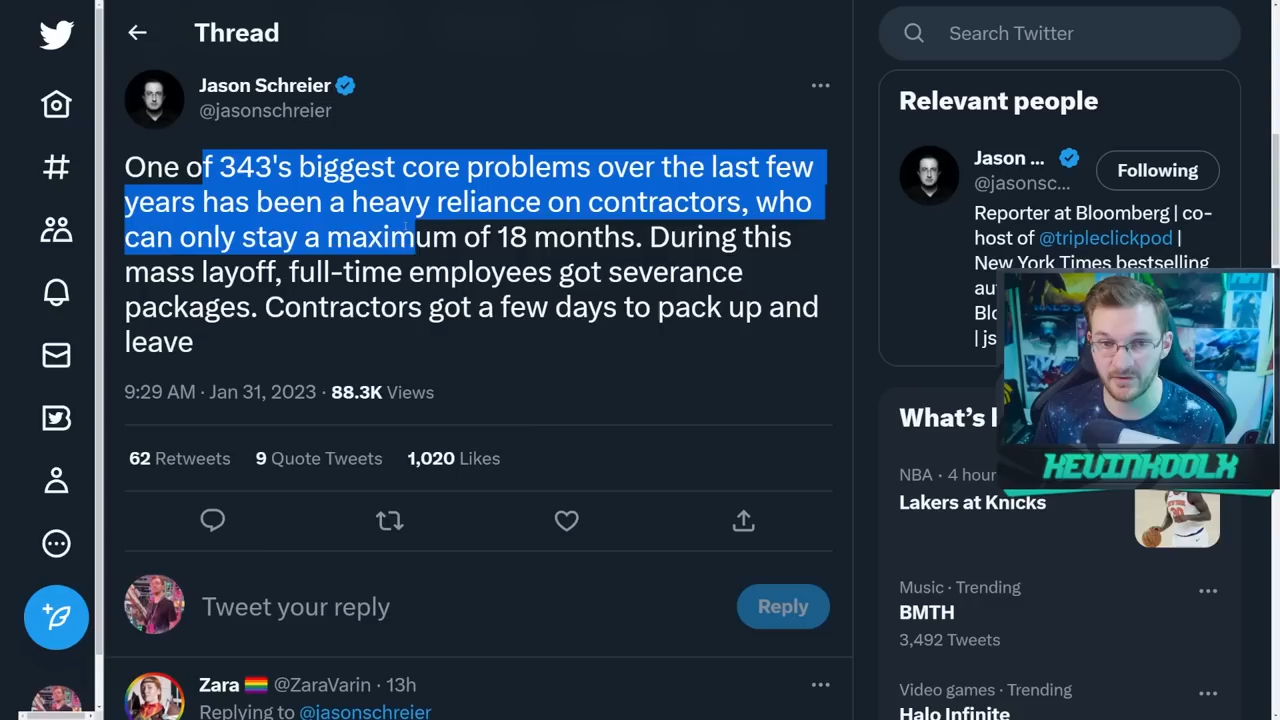 Thread
Search Twitter
Jason Schreier
@jasonschreier
One of 343's biggest core problems over the last few
years has been a heavy reliance on contractors, who
can only stay a maximum of 18 months. During this
mass layoff, full-time employees got severance
packages. Contractors got a few days to pack up and
leave
9:29 AM · Jan 31, 2023 · 88.3K Views
62 Retweets 9 Quote Tweets 1,020 Likes
Tweet your reply
Reply
Zara 🏳️‍🌈 @ZaraVarin · 13h
Replying to @jasonschreier
Relevant people
Jason ...
@jasonsc...
Following
Reporter at Bloomberg | co-
host of @tripleclickpod |
New York Times bestselling
KEVINKOOLX
What's
NBA · 4 hour
Lakers at Knicks
Music · Trending
BMTH
3,492 Tweets
Video games · Trending
Halo Infinite